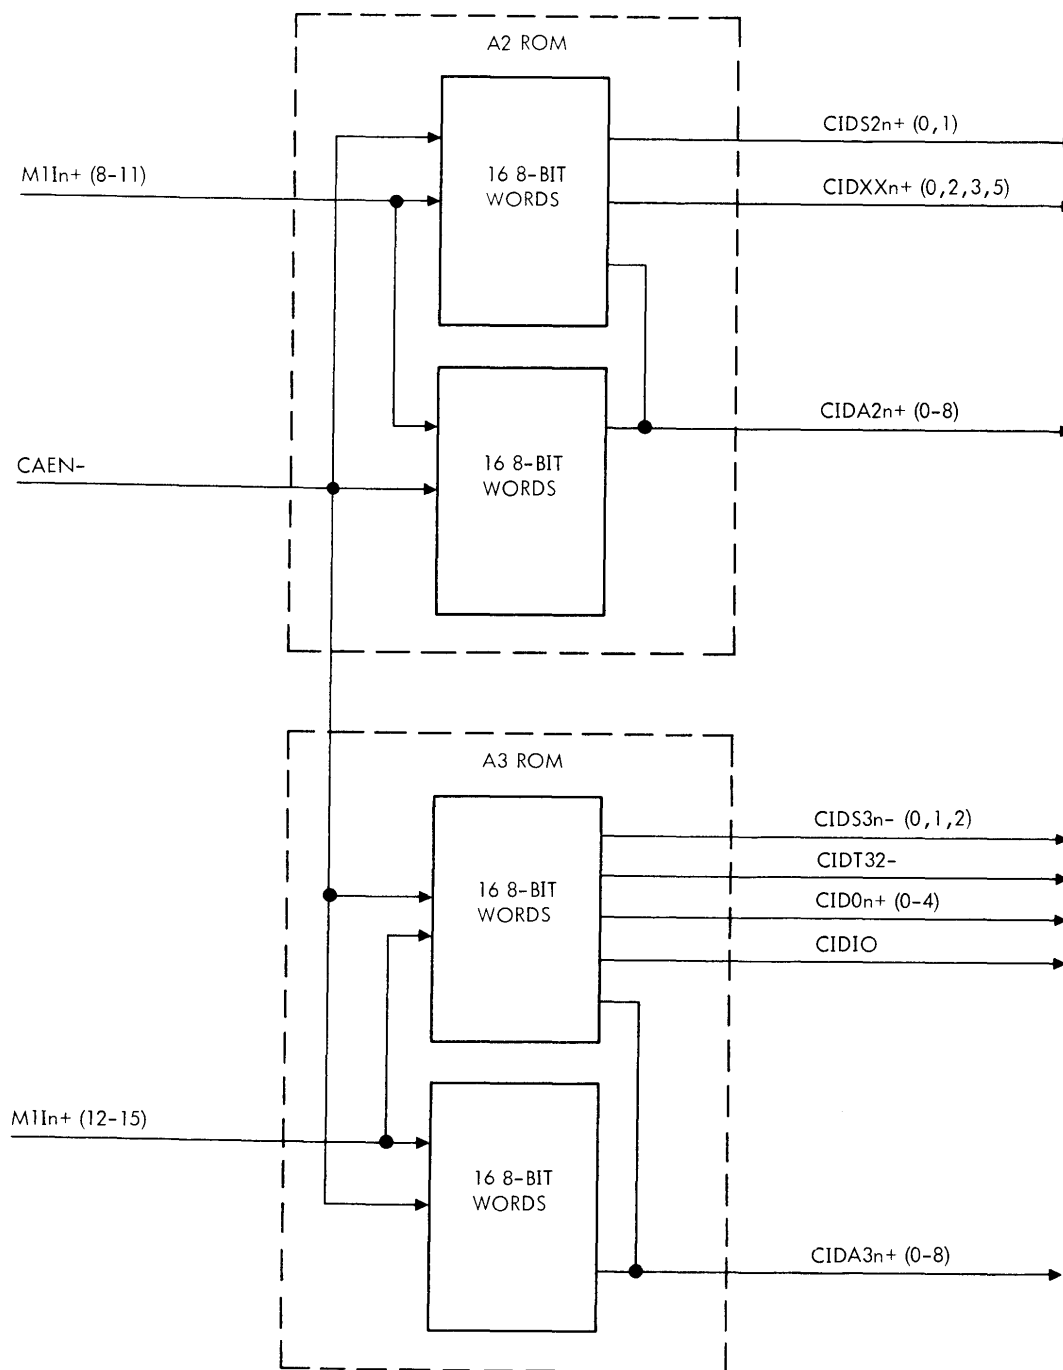 A2 ROM
16 8-BIT
WORDS
CIDS2n+ (0,1)
M1In+ (8-11)
CIDXXn+ (0,2,3,5)
CIDA2n+ (0-8)
16 8-BIT
WORDS
CAEN-
A3 ROM
CIDS3n- (0,1,2)
CIDT32-
16 8-BIT
WORDS
CID0n+ (0-4)
CIDIO
M1In+ (12-15)
16 8-BIT
WORDS
CIDA3n+ (0-8)